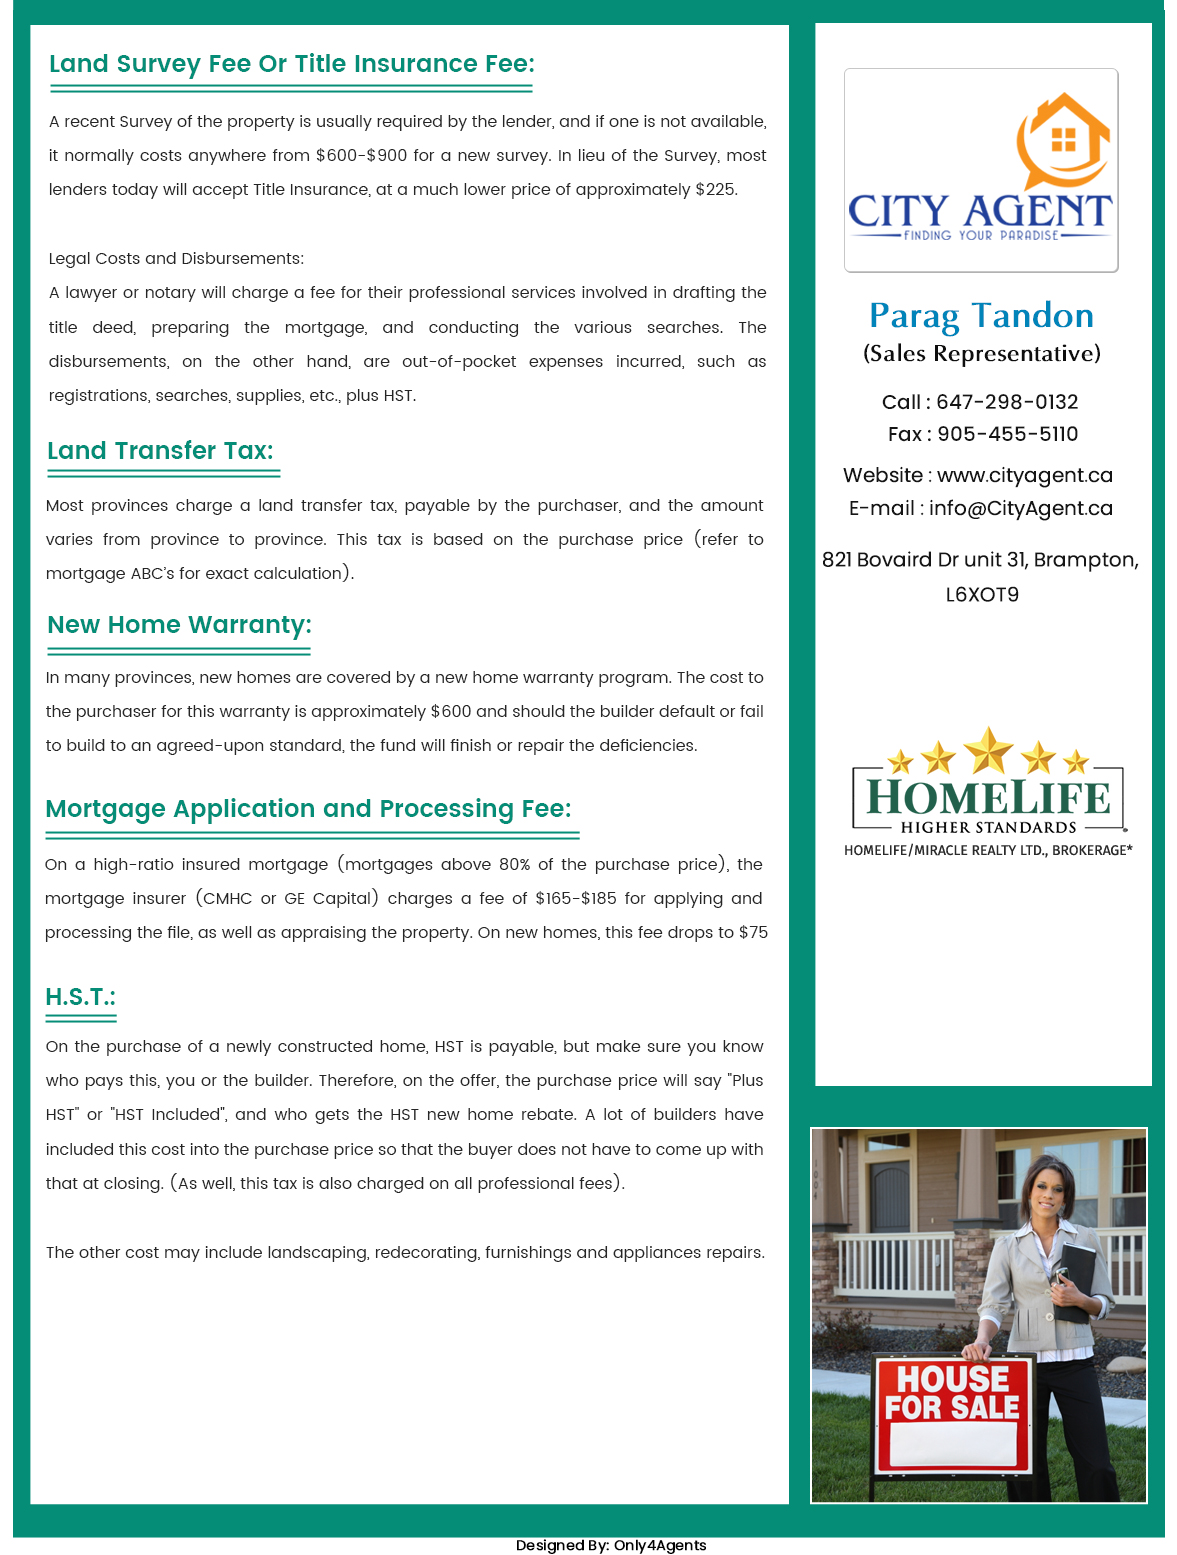 Land Survey Fee Or Title Insurance Fee:
A recent Survey of the property is usually required by the lender, and if one is not available,
it normally costs anywhere from $600-$900 for a new survey. In lieu of the Survey, most
lenders today will accept Title Insurance, at a much lower price of approximately $225.
Legal Costs and Disbursements:
A lawyer or notary will charge a fee for their professional services involved in drafting the
title deed, preparing the mortgage, and conducting the various searches. The
disbursements, on the other hand, are out-of-pocket expenses incurred, such as
registrations, searches, supplies, etc., plus HST.
Land Transfer Tax:
Most provinces charge a land transfer tax, payable by the purchaser, and the amount
varies from province to province. This tax is based on the purchase price (refer to
mortgage ABC's for exact calculation).
New Home Warranty:
In many provinces, new homes are covered by a new home warranty program. The cost to
the purchaser for this warranty is approximately $600 and should the builder default or fail
to build to an agreed-upon standard, the fund will finish or repair the deficiencies.
Mortgage Application and Processing Fee:
On a high-ratio insured mortgage (mortgages above 80% of the purchase price), the
mortgage insurer (CMHC or GE Capital) charges a fee of $165-$185 for applying and
processing the file, as well as appraising the property. On new homes, this fee drops to $75
H.S.T.:
On the purchase of a newly constructed home, HST is payable, but make sure you know
who pays this, you or the builder. Therefore, on the offer, the purchase price will say "Plus
HST" or "HST Included", and who gets the HST new home rebate. A lot of builders have
included this cost into the purchase price so that the buyer does not have to come up with
that at closing. (As well, this tax is also charged on all professional fees).
The other cost may include landscaping, redecorating, furnishings and appliances repairs.
CITY AGENT
FINDING YOUR PARADISE
Parag Tandon
(Sales Representative)
Call : 647-298-0132
Fax : 905-455-5110
Website : www.cityagent.ca
E-mail : info@CityAgent.ca
821 Bovaird Dr unit 31, Brampton,
L6XOT9
HOMELIFE
HIGHER STANDARDS
HOMELIFE/MIRACLE REALTY LTD., BROKERAGE*
1004
HOUSE
FOR SALE
Designed By: Only4Agents